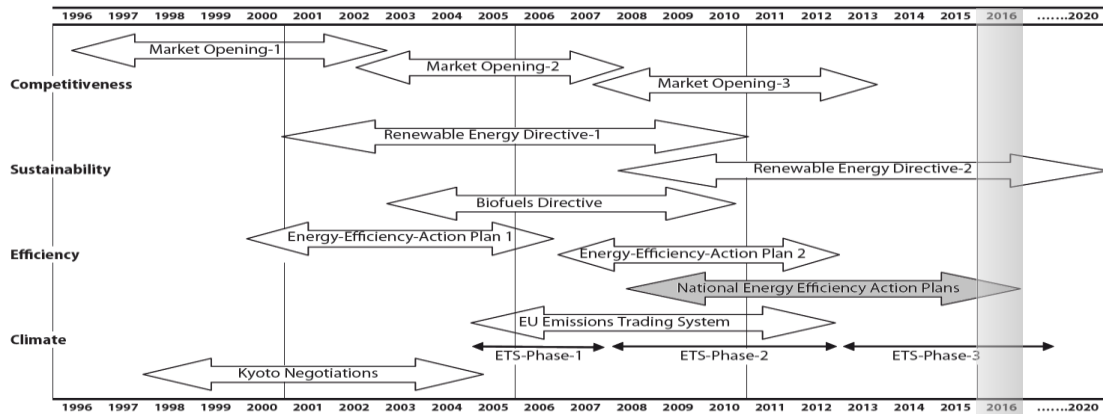 1996 1997 1998 1999 2000 2001 2002 2003 2004 2005 2006 2007 2008 2009 2010 2011 2012 2013 2014 2015 2016 .......2020
Market Opening-1
Market Opening-2
Competitiveness
Market Opening-3
Renewable Energy Directive-1
Sustainability
Renewable Energy Directive-2
Biofuels Directive
Energy-Efficiency-Action Plan 1
Efficiency
Energy-Efficiency-Action Plan 2
National Energy Efficiency Action Plans
EU Emissions Trading System
Climate
ETS-Phase-1 ETS-Phase-2 ETS-Phase-3
Kyoto Negotiations
1996 1997 1998 1999 2000 2001 2002 2003 2004 2005 2006 2007 2008 2009 2010 2011 2012 2013 2014 2015 2016 .......2020